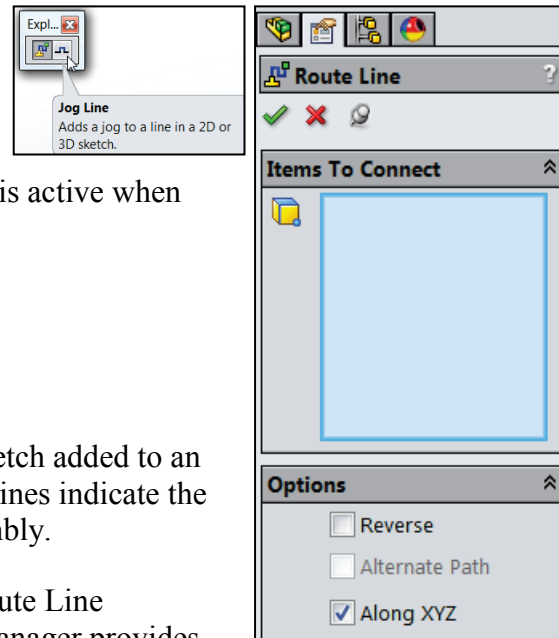 Expl...
Jog Line
Adds a jog to a line in a 2D or
3D sketch.
is active when
etch added to an
ines indicate the
bly.
ute Line
anager provides
Route Line
?
Items To Connect
Options
Reverse
Alternate Path
Along XYZ